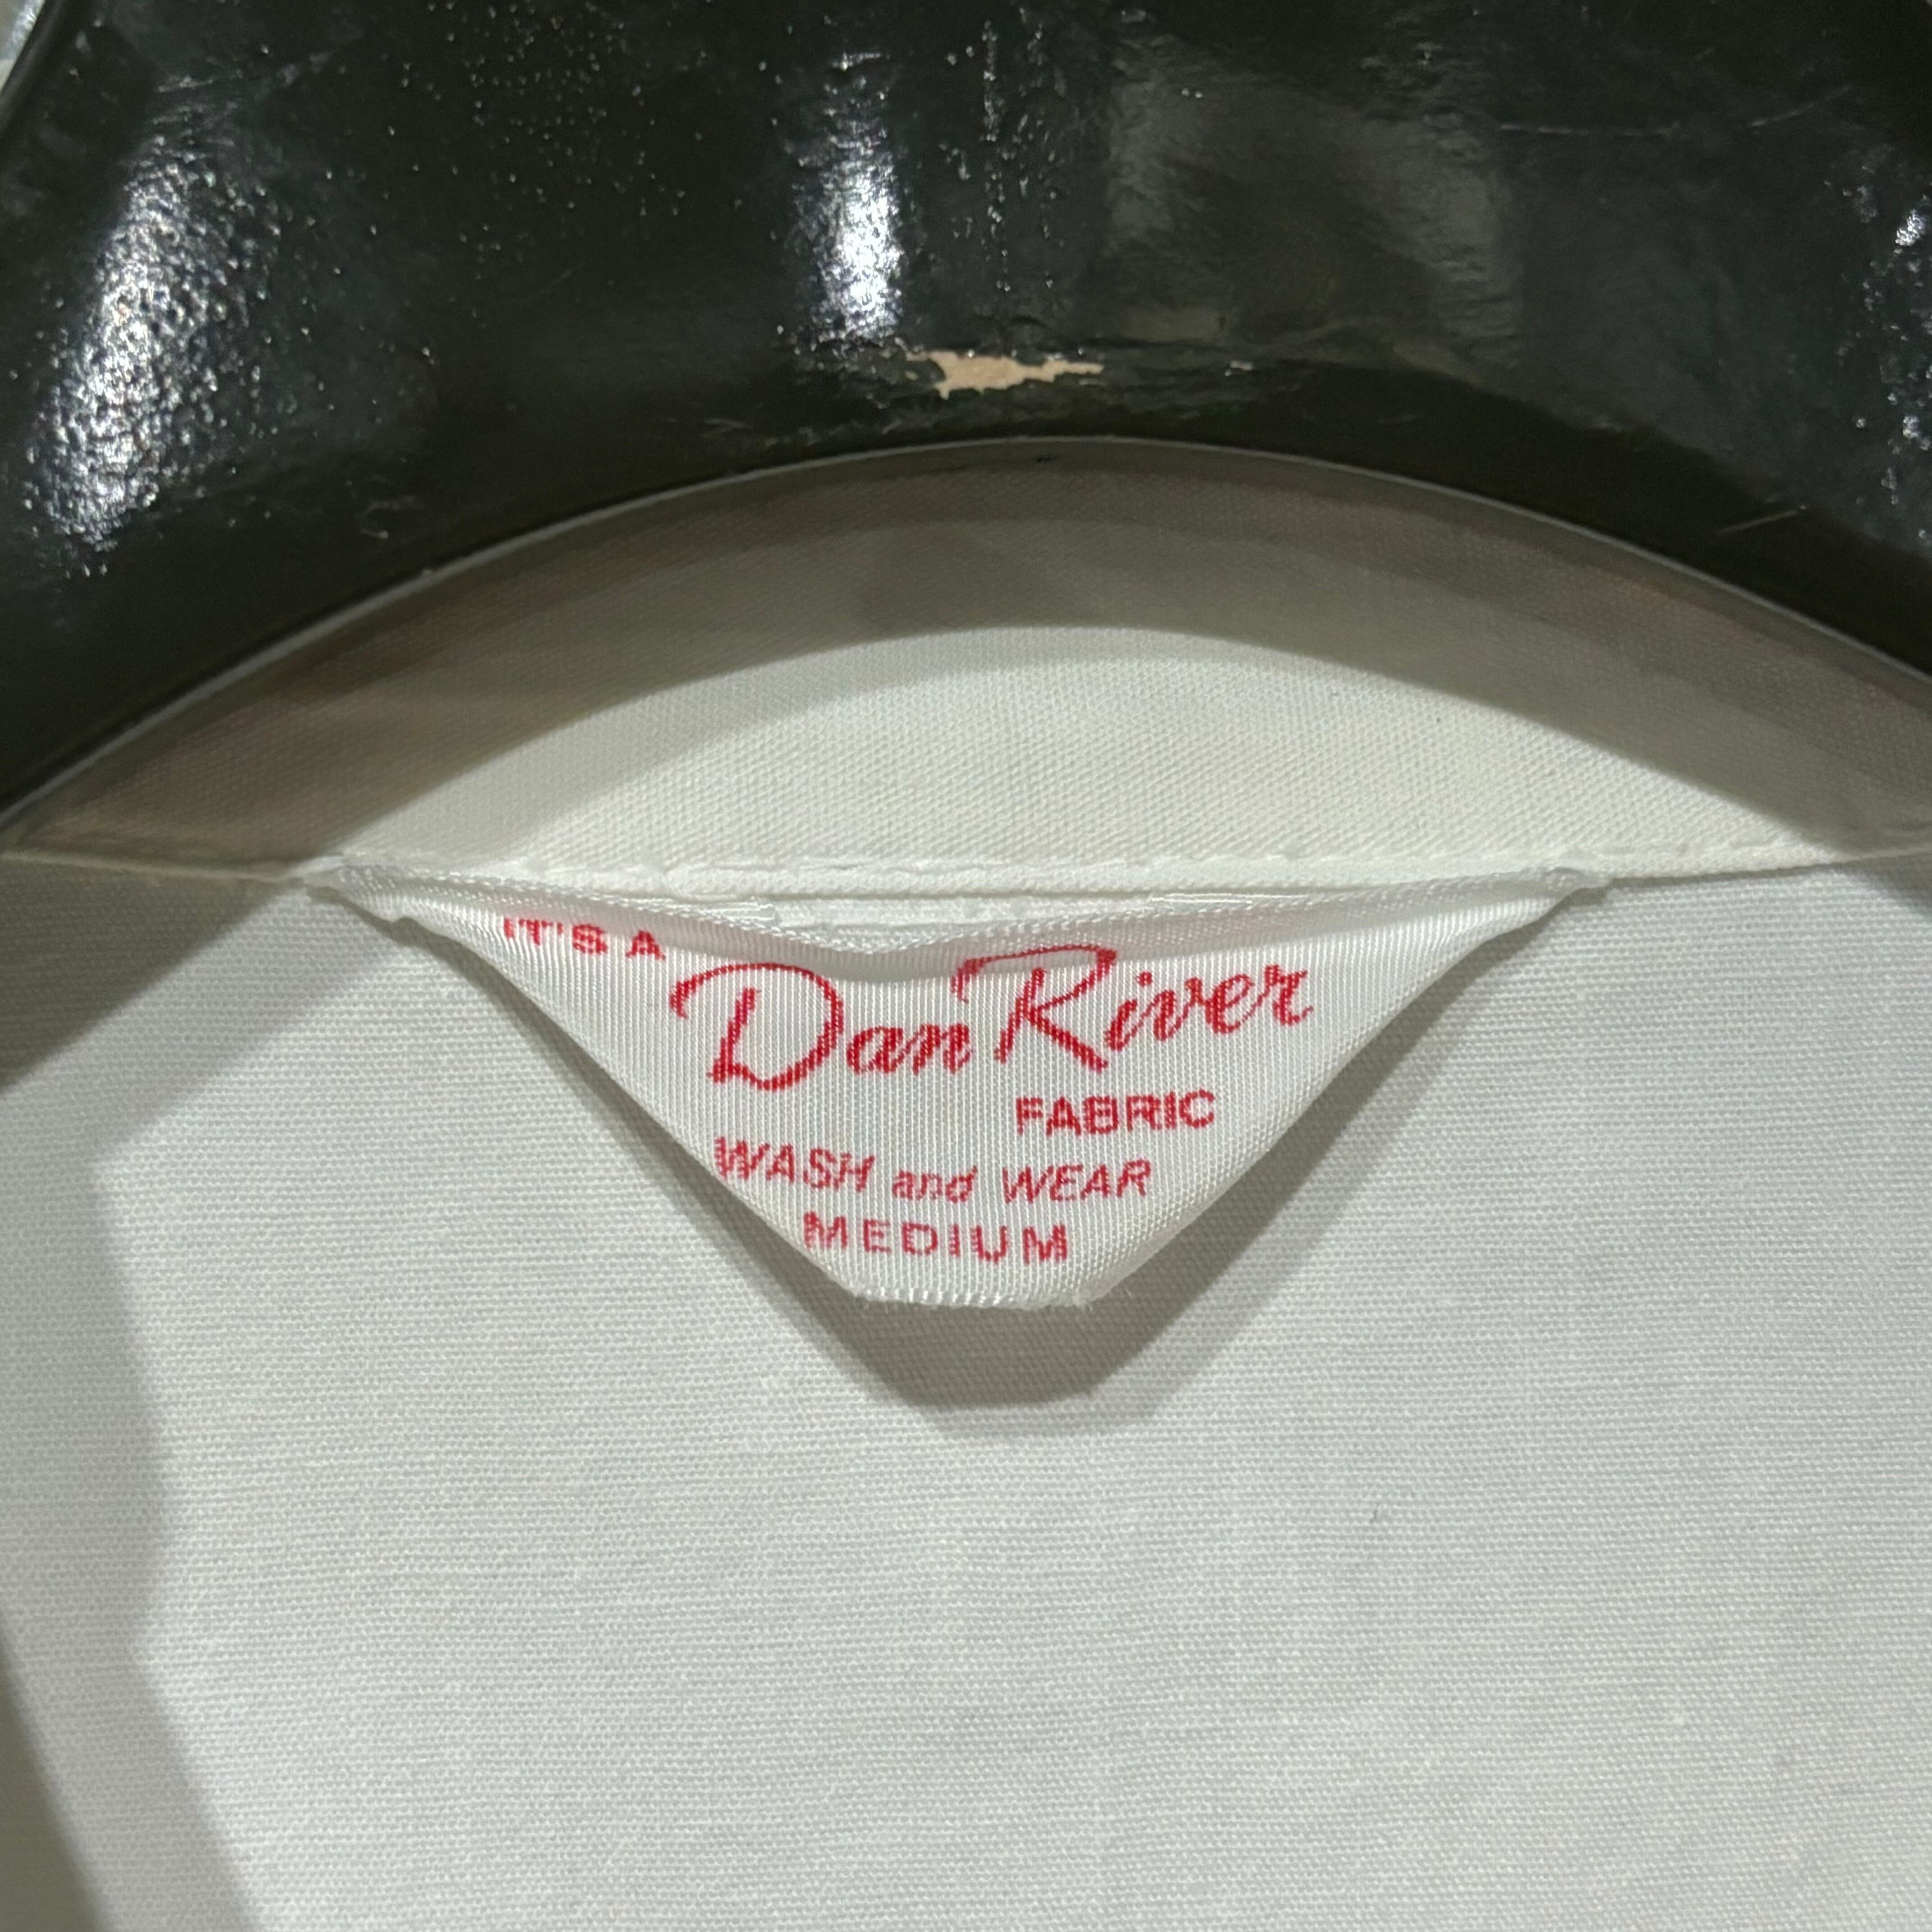 IT'S A
Dan River
FABRIC
WASH and WEAR
MEDIUM